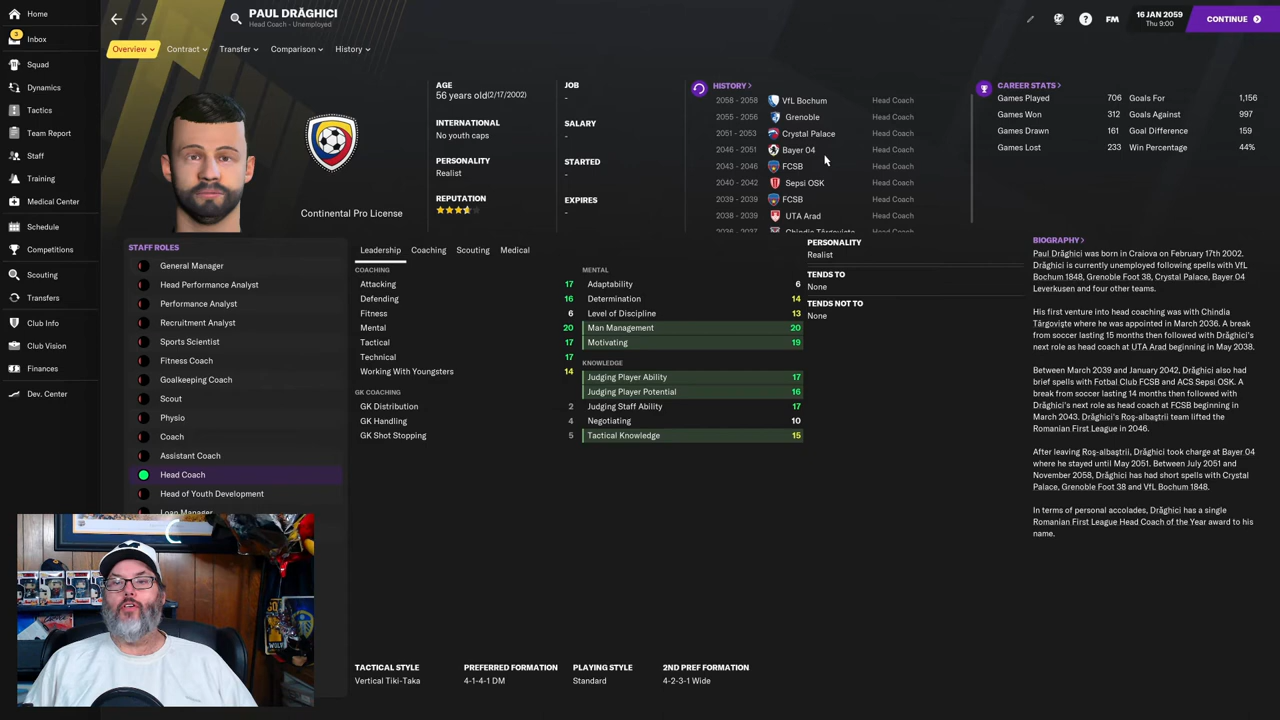 Home
3
Inbox
Squad
Dynamics
Tactics
Team Report
Staff
Training
Medical Center
Schedule
Competitions
Scouting
Transfers
Club Info
Club Vision
Finances
Dev. Center
PAUL DRĂGHICI
Head Coach - Unemployed
16 JAN 2059
Thu 9:00
FM
CONTINUE
Overview
Contract
Transfer
Comparison
History
Continental Pro License
AGE
56 years old(2/17/2002)
INTERNATIONAL
No youth caps
PERSONALITY
Realist
REPUTATION
JOB
-
SALARY
-
STARTED
-
EXPIRES
-
HISTORY >
2058 - 2058 VfL Bochum Head Coach
2055 - 2056 Grenoble Head Coach
2051 - 2053 Crystal Palace Head Coach
2046 - 2051 Bayer 04 Head Coach
2043 - 2046 FCSB Head Coach
2040 - 2042 Sepsi OSK Head Coach
2039 - 2039 FCSB Head Coach
2038 - 2039 UTA Arad Head Coach
2036 - 2037 Chindia Târgoviște Head Coach
CAREER STATS >
Games Played 706 Goals For 1,156
Games Won 312 Goals Against 997
Games Drawn 161 Goal Difference 159
Games Lost 233 Win Percentage 44%
STAFF ROLES
General Manager
Head Performance Analyst
Performance Analyst
Recruitment Analyst
Sports Scientist
Fitness Coach
Goalkeeping Coach
Scout
Physio
Coach
Assistant Coach
Head Coach
Head of Youth Development
Loan Manager
Leadership Coaching Scouting Medical
COACHING
Attacking 17
Defending 16
Fitness 6
Mental 20
Tactical 17
Technical 17
Working With Youngsters 14
GK COACHING
GK Distribution 2
GK Handling 4
GK Shot Stopping 5
MENTAL
Adaptability 6
Determination 14
Level of Discipline 13
Man Management 20
Motivating 19
KNOWLEDGE
Judging Player Ability 17
Judging Player Potential 16
Judging Staff Ability 17
Negotiating 10
Tactical Knowledge 15
PERSONALITY
Realist
TENDS TO
None
TENDS NOT TO
None
BIOGRAPHY >
Paul Drăghici was born in Craiova on February 17th 2002.
Drăghici is currently unemployed following spells with VfL
Bochum 1848, Grenoble Foot 38, Crystal Palace, Bayer 04
Leverkusen and four other teams.
His first venture into head coaching was with Chindia
Târgoviște where he was appointed in March 2036. A break
from soccer lasting 15 months then followed with Drăghici's
next role as head coach at UTA Arad beginning in May 2038.
Between March 2039 and January 2042, Drăghici also had
brief spells with Fotbal Club FCSB and ACS Sepsi OSK. A
break from soccer lasting 14 months then followed with
Drăghici's next role as head coach at FCSB beginning in
March 2043. Drăghici's Roș-albaștrii team lifted the
Romanian First League in 2046.
After leaving Roș-albaștrii, Drăghici took charge at Bayer 04
where he stayed until May 2051. Between July 2051 and
November 2058, Drăghici has had short spells with Crystal
Palace, Grenoble Foot 38 and VfL Bochum 1848.
In terms of personal accolades, Drăghici has a single
Romanian First League Head Coach of the Year award to his
name.
TACTICAL STYLE
Vertical Tiki-Taka
PREFERRED FORMATION
4-1-4-1 DM
PLAYING STYLE
Standard
2ND PREF FORMATION
4-2-3-1 Wide